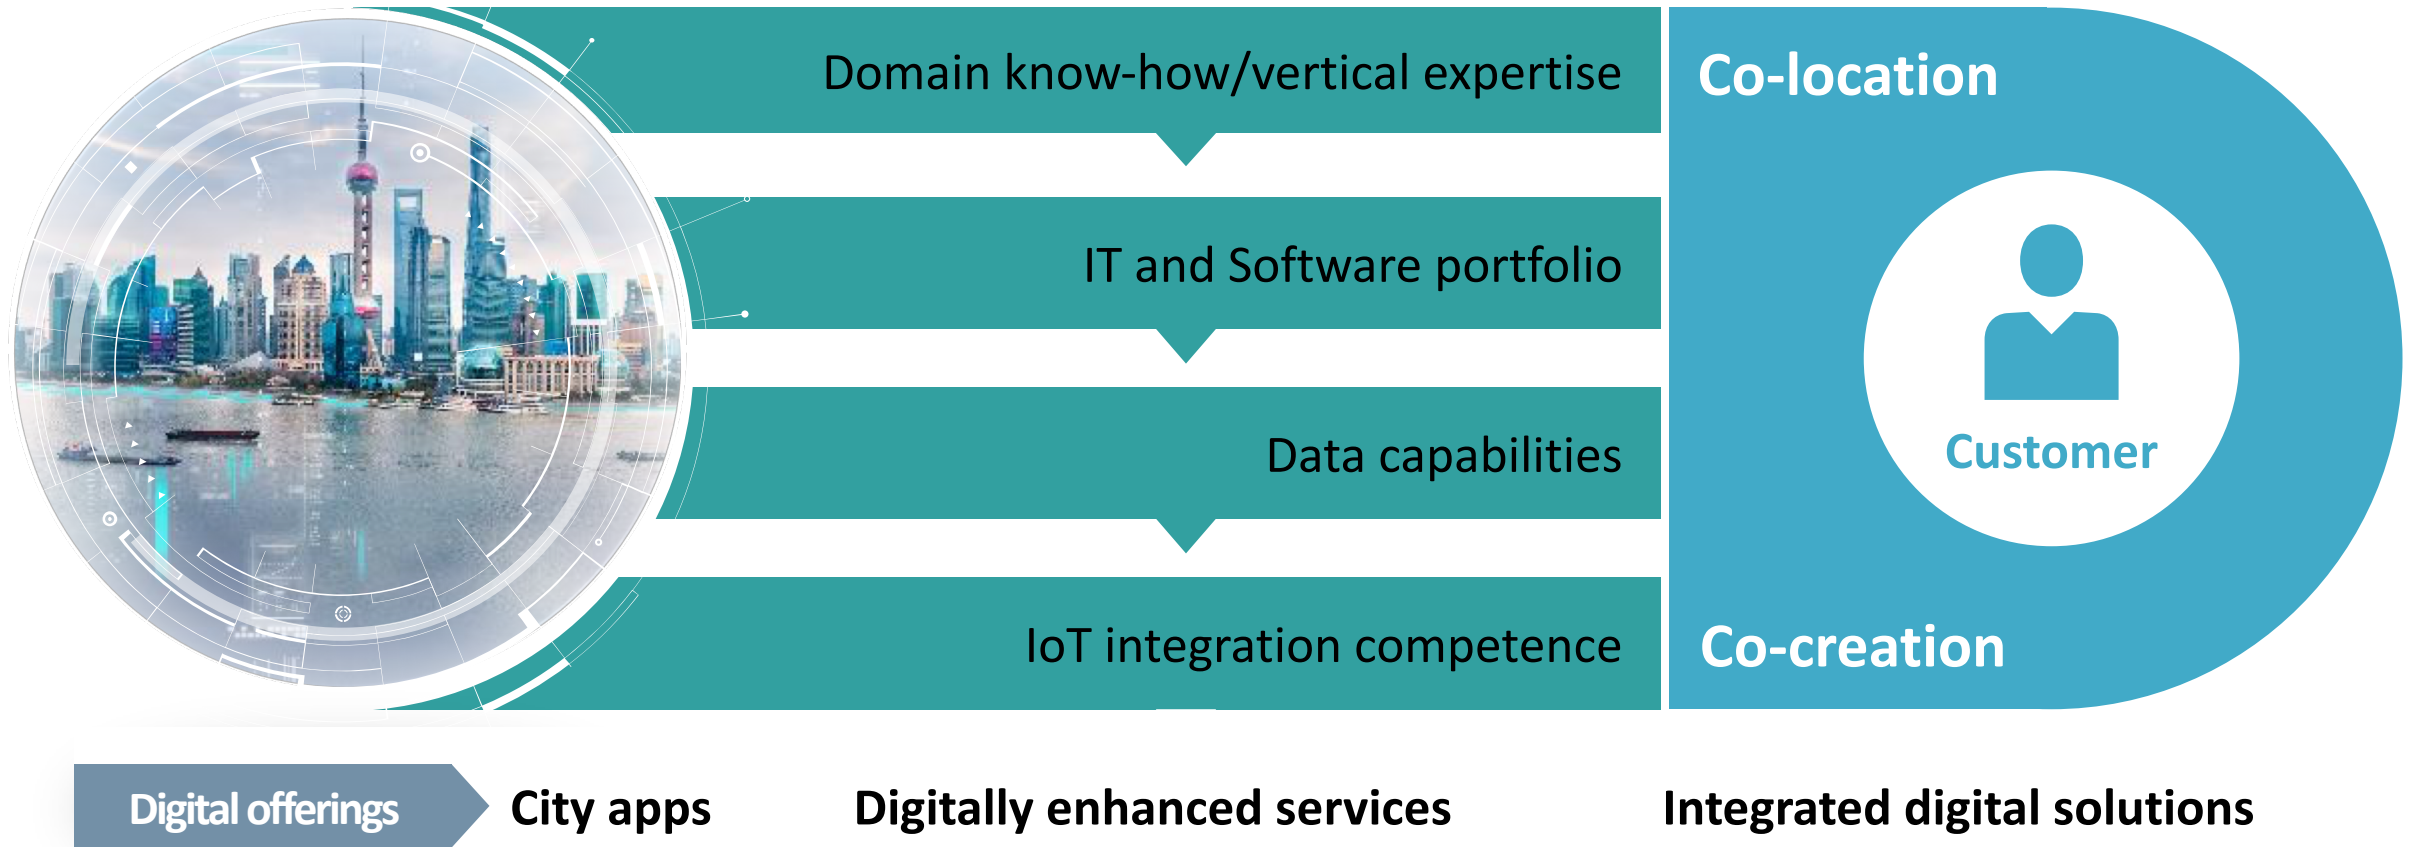 Domain know-how/vertical expertise
IT and Software portfolio
Data capabilities
IoT integration competence
Co-location
Customer
Co-creation
Digital offerings
City apps
Digitally enhanced services
Integrated digital solutions